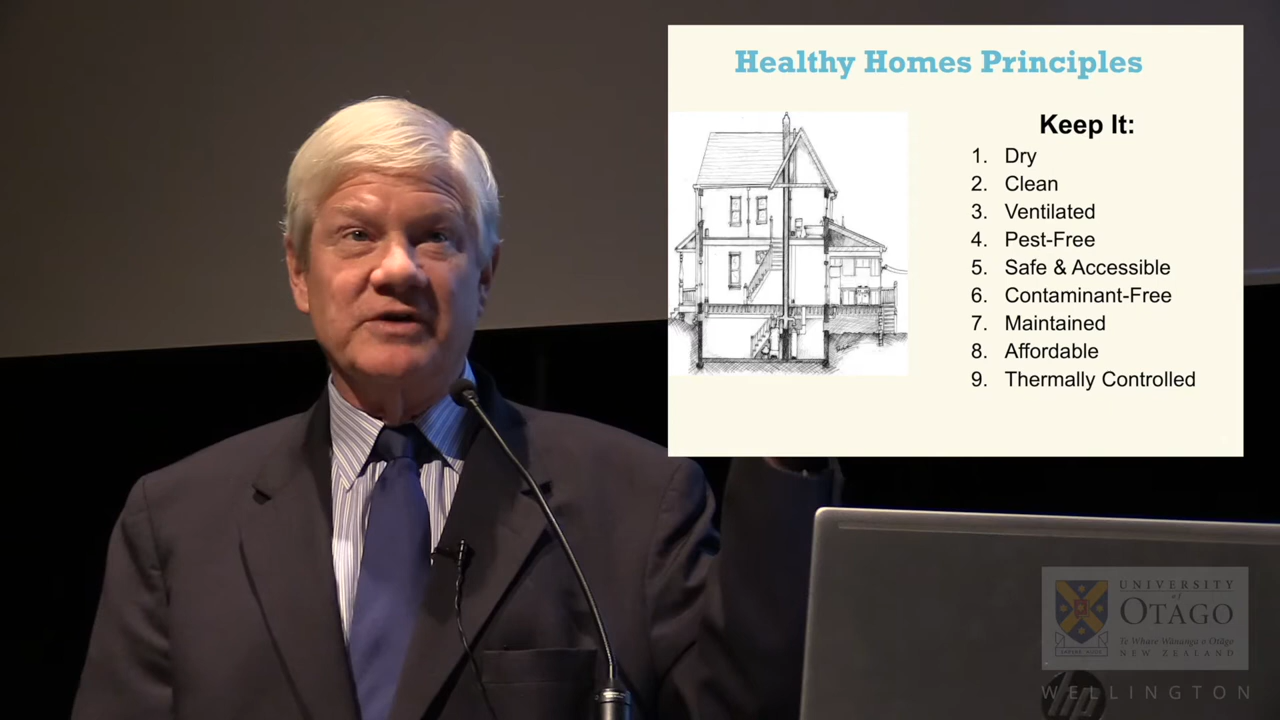 Healthy Homes Principles
Keep It:
1. Dry
2. Clean
3. Ventilated
4. Pest-Free
5. Safe & Accessible
6. Contaminant-Free
7. Maintained
8. Affordable
9. Thermally Controlled
UNIVERSITY
of
OTAGO
Te Whare Wānanga o Otāgo
NEW ZEALAND
WELLINGTON
hp